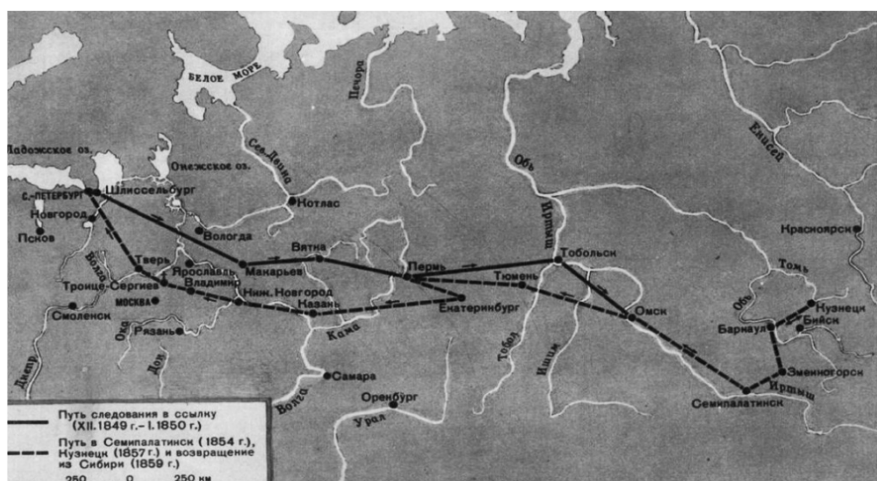 БЕЛОЕ МОРЕ
Печора
Енисей
Ладожское оз.
Онежское оз.
Сев. Двина
Обь
С.-ПЕТЕРБУРГ
Шлиссельбург
Котлас
Иртыш
Новгород
Псков
Вологда
Красноярск
Волга
Тверь
Ярославль
Макарьев
Вятка
Пермь
Тобольск
Тюмень
Томь
Троице-Сергиев
Владимир
МОСКВА
Ниж. Новгород
Казань
Екатеринбург
Обь
Кузнецк
Смоленск
Ока
Рязань
Кама
Тобол
Омск
Барнаул
Бийск
Днепр
Дон
Ишим
Змеиногорск
Волга
Самара
Иртыш
Семипалатинск
Оренбург
Урал
Путь следования в ссылку
(XII.1849 г.– I.1850 г.)
Путь в Семипалатинск (1854 г.),
Кузнецк (1857 г.) и возвращение
из Сибири (1859 г.)
250 0 250 км